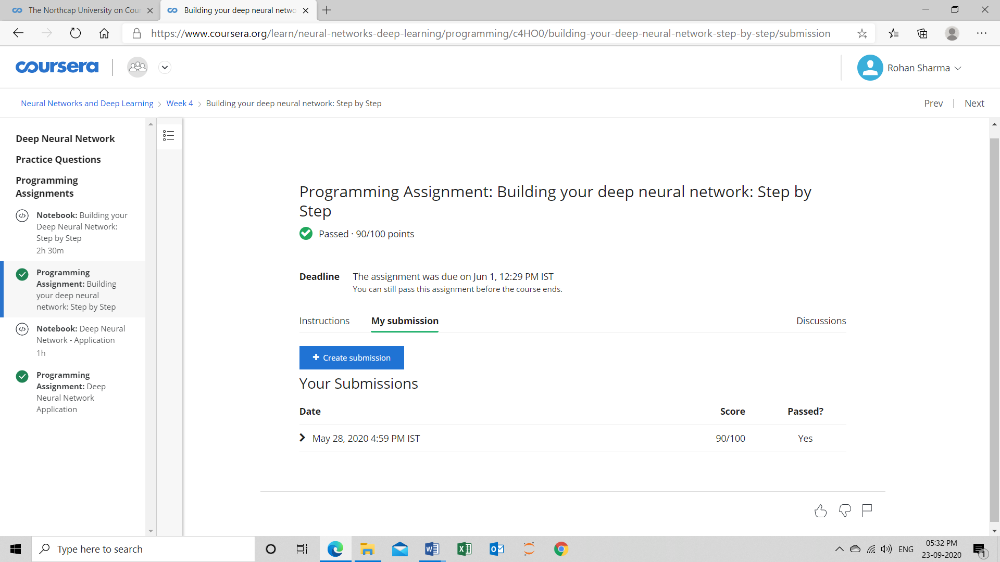 The Northcap University on Cour
Building your deep neural netwo
https://www.coursera.org/learn/neural-networks-deep-learning/programming/c4HO0/building-your-deep-neural-network-step-by-step/submission
coursera
Rohan Sharma
Neural Networks and Deep Learning > Week 4 > Building your deep neural network: Step by Step
Prev | Next
Deep Neural Network
Practice Questions
Programming
Assignments
Notebook: Building your
Deep Neural Network:
Step by Step
2h 30m
Programming
Assignment: Building
your deep neural
network: Step by Step
Notebook: Deep Neural
Network - Application
1h
Programming
Assignment: Deep
Neural Network
Application
Programming Assignment: Building your deep neural network: Step by
Step
Passed · 90/100 points
Deadline The assignment was due on Jun 1, 12:29 PM IST
You can still pass this assignment before the course ends.
Instructions My submission Discussions
+ Create submission
Your Submissions
Date Score Passed?
May 28, 2020 4:59 PM IST 90/100 Yes
Type here to search
ENG
05:32 PM
23-09-2020
1